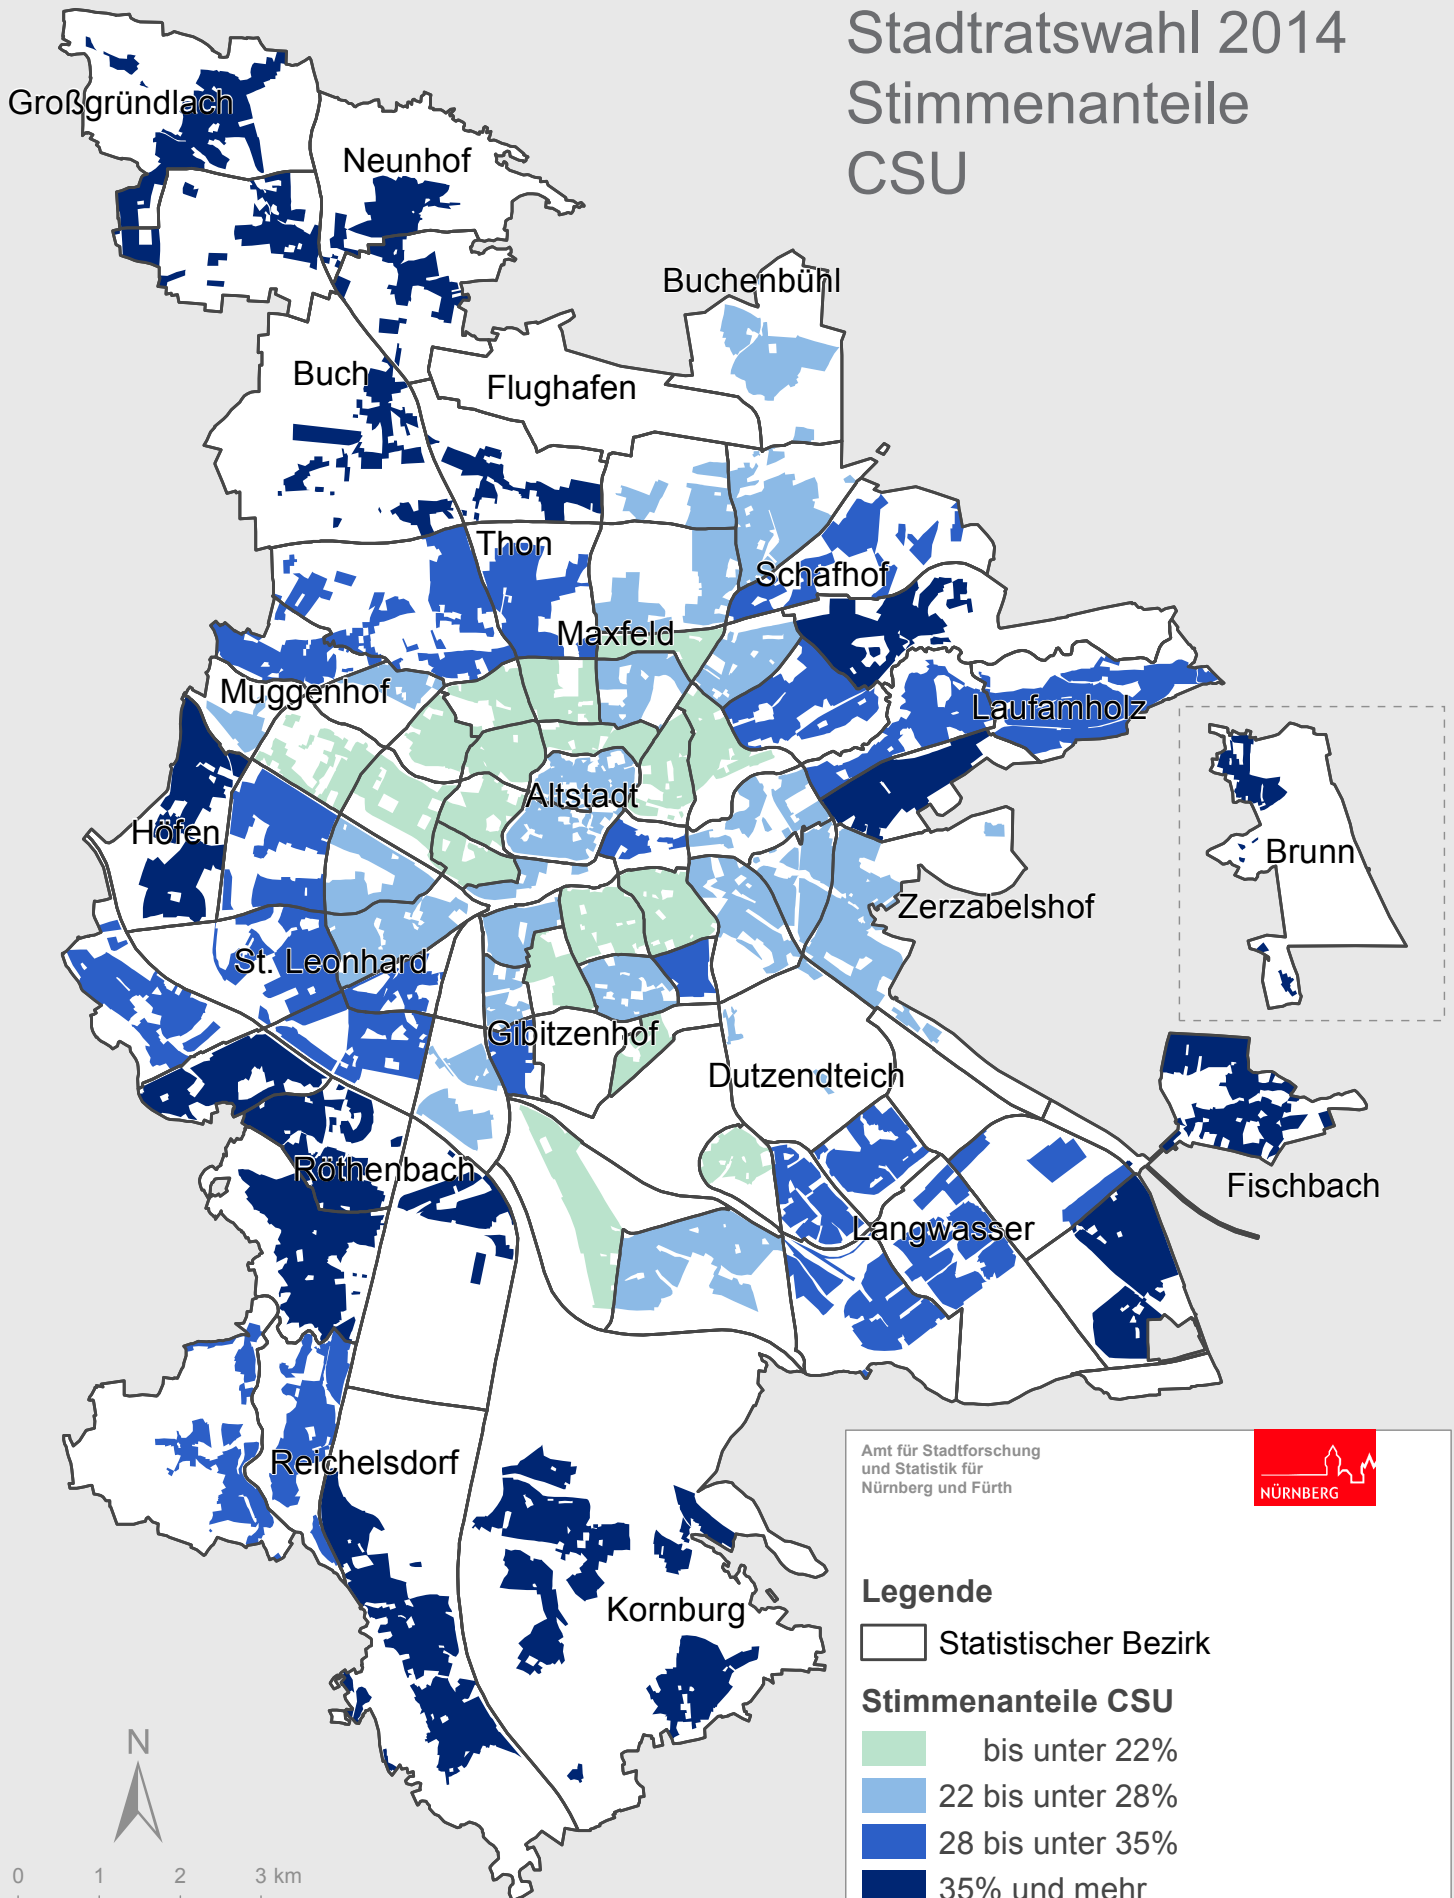 Stadtratswahl 2014
Stimmenanteile
CSU
Großgründlach
Neunhof
Buchenbühl
Buch
Flughafen
Thon
Schafhof
Maxfeld
Muggenhof
Laufamholz
Altstadt
Höfen
Brunn
Zerzabelshof
St. Leonhard
Gibitzenhof
Dutzendteich
Röthenbach
Fischbach
Langwasser
Reichelsdorf
Kornburg
Amt für Stadtforschung
und Statistik für
Nürnberg und Fürth
NÜRNBERG
Legende
Statistischer Bezirk
Stimmenanteile CSU
bis unter 22%
22 bis unter 28%
28 bis unter 35%
35% und mehr
N
0 1 2 3 km